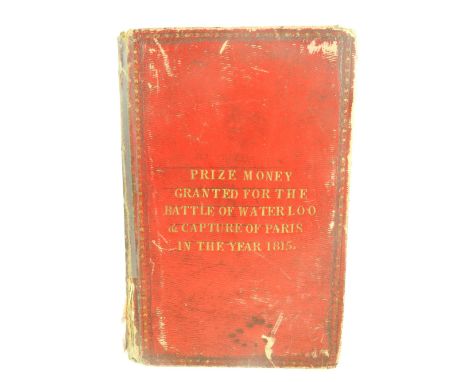 PRIZE MONEY
GRANTED FOR THE
BATTLE OF WATERLOO
& CAPTURE OF PARIS
IN THE YEAR 1815.